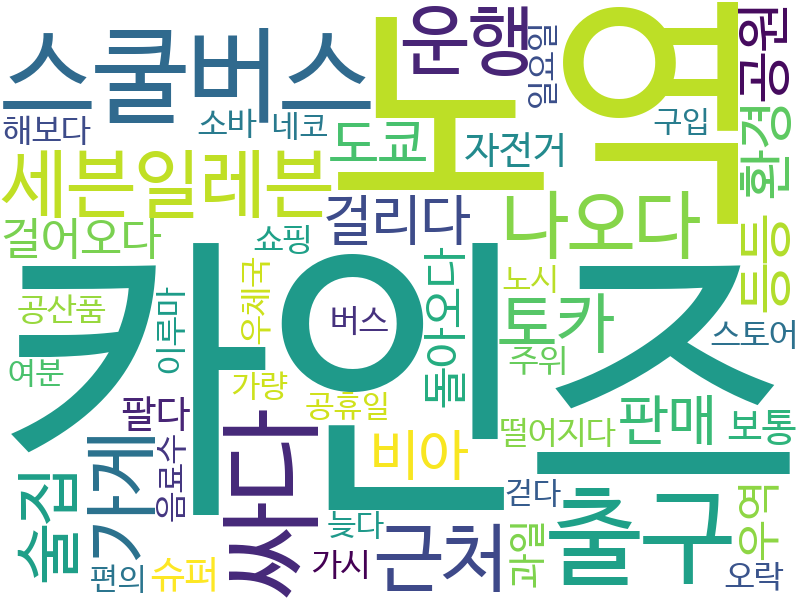 스쿨버스
노
역
운행
일요일
공원
해보다
소바
네코
도쿄
자전거
구입
환경
세븐일레븐
걸리다
나오다
등등
걸어오다
쇼핑
우체국
돌아오다
노시
카인즈
공산품
이루마
버스
토카
스토어
여분
주위
가량
공휴일
팔다
싸다
비아
떨어지다
판매
보통
술집
가게
음료수
근처
걷다
출구
우역
늦다
과일
편의
슈퍼
가시
오락